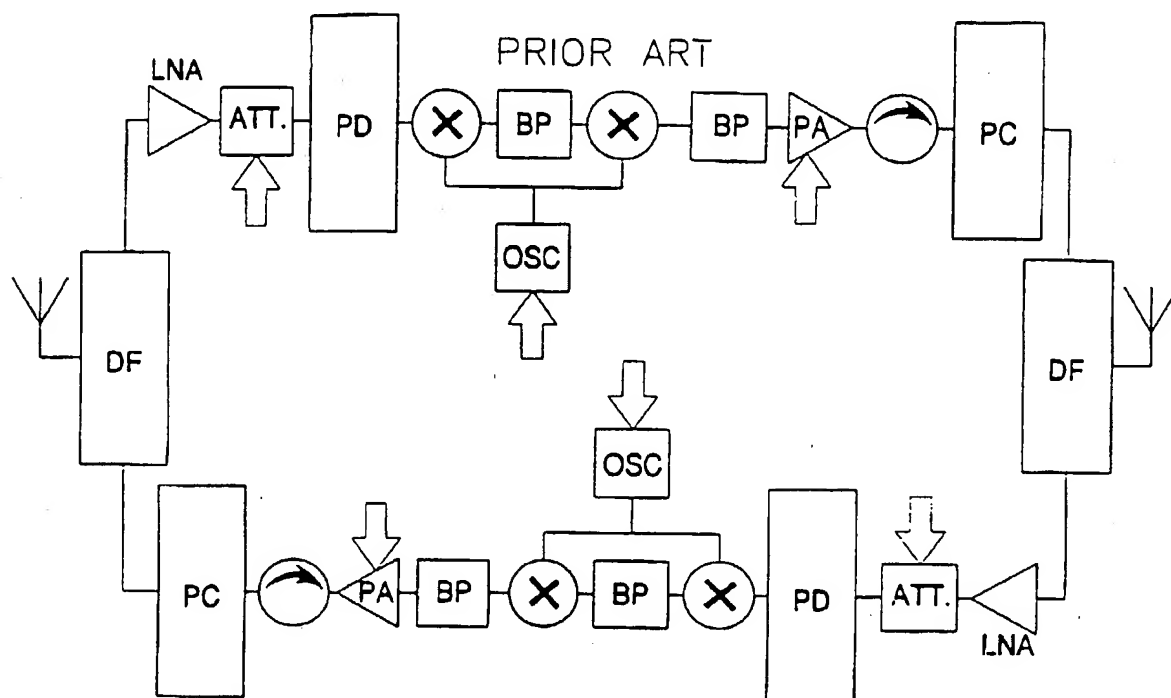 PRIOR ART
LNA
ATT.
PD
BP
BP
PA
PC
OSC
DF
DF
OSC
PC
PA
BP
BP
PD
ATT.
LNA